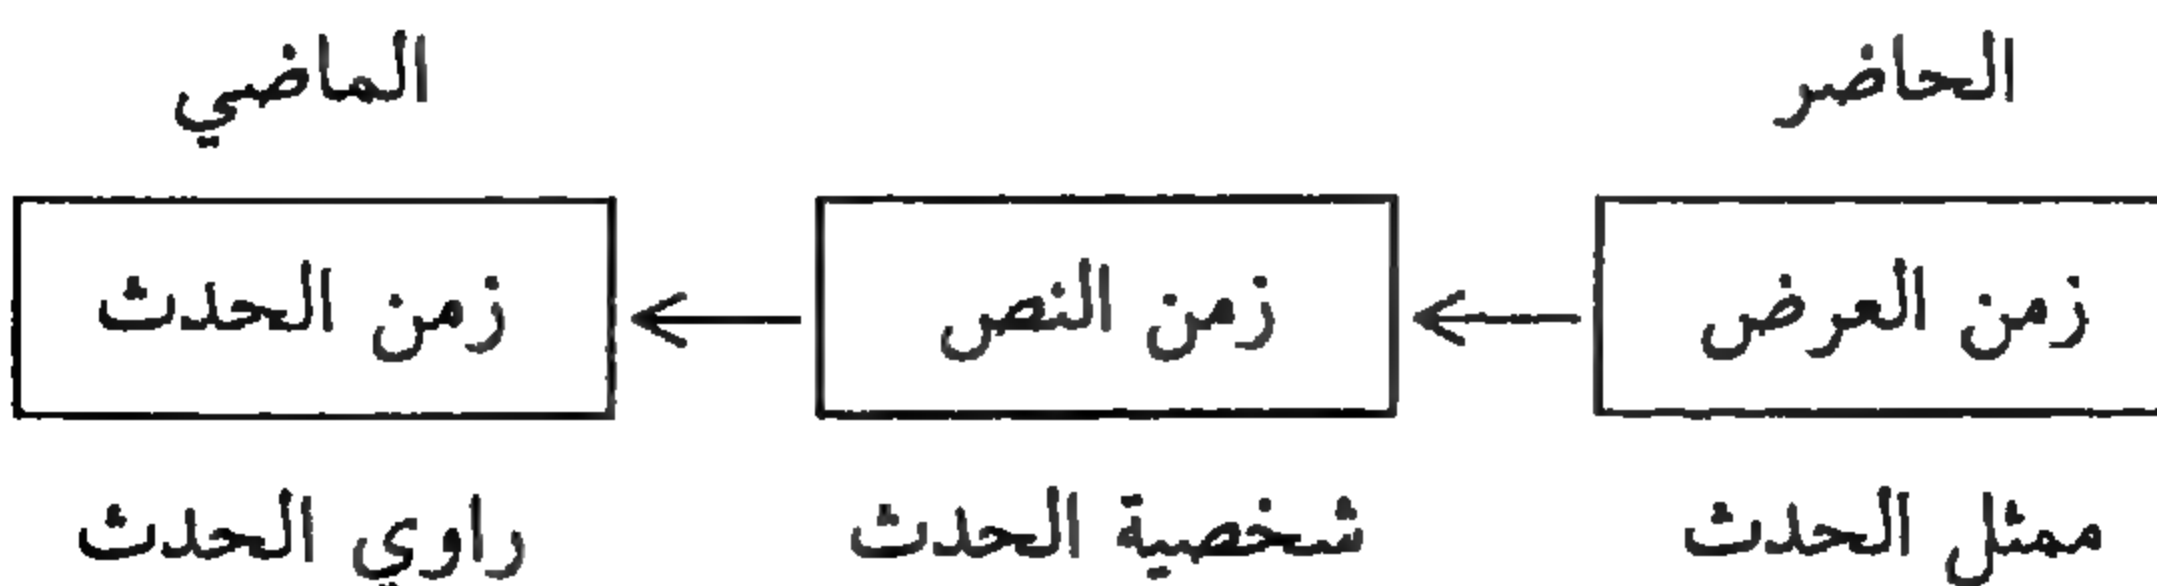 الحاضر
الماضي
زمن العرض
زمن النص
زمن الحدث
ممثل الحدث
شخصية الحدث
راوي الحدث